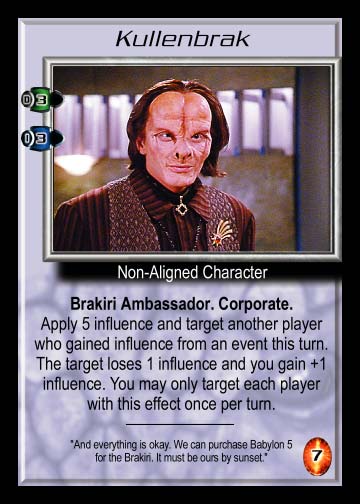 Kullenbrak
3
3
Non-Aligned Character
Brakiri Ambassador. Corporate.
Apply 5 influence and target another player
who gained influence from an event this turn.
The target loses 1 influence and you gain +1
influence. You may only target each player
with this effect once per turn.
"And everything is okay. We can purchase Babylon 5
for the Brakiri. It must be ours by sunset."
7